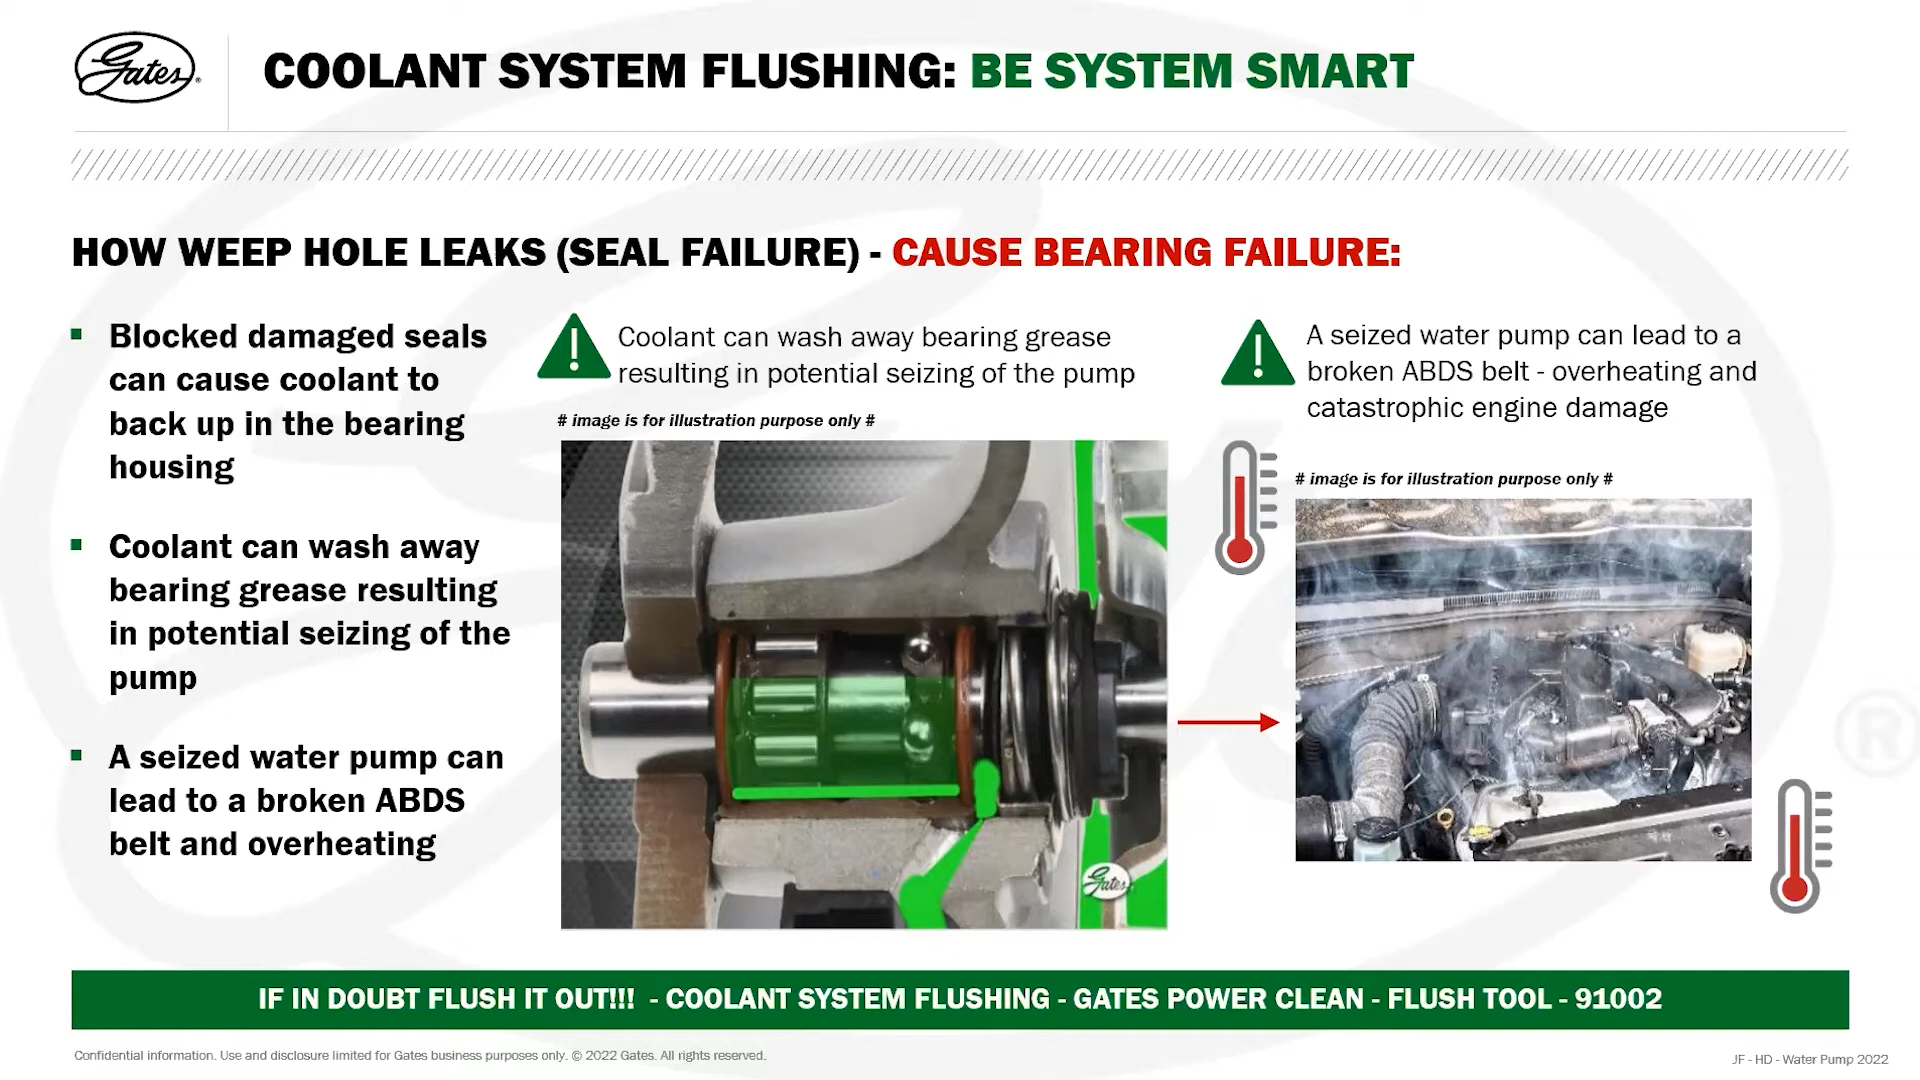 Gates®
COOLANT SYSTEM FLUSHING: BE SYSTEM SMART
HOW WEEP HOLE LEAKS (SEAL FAILURE) - CAUSE BEARING FAILURE:
▪ Blocked damaged seals
can cause coolant to
back up in the bearing
housing
▪ Coolant can wash away
bearing grease resulting
in potential seizing of the
pump
▪ A seized water pump can
lead to a broken ABDS
belt and overheating
Coolant can wash away bearing grease
resulting in potential seizing of the pump
# image is for illustration purpose only #
Gates
A seized water pump can lead to a
broken ABDS belt - overheating and
catastrophic engine damage
# image is for illustration purpose only #
IF IN DOUBT FLUSH IT OUT!!! - COOLANT SYSTEM FLUSHING - GATES POWER CLEAN - FLUSH TOOL - 91002
Confidential information. Use and disclosure limited for Gates business purposes only. © 2022 Gates. All rights reserved.
JF - HD - Water Pump 2022